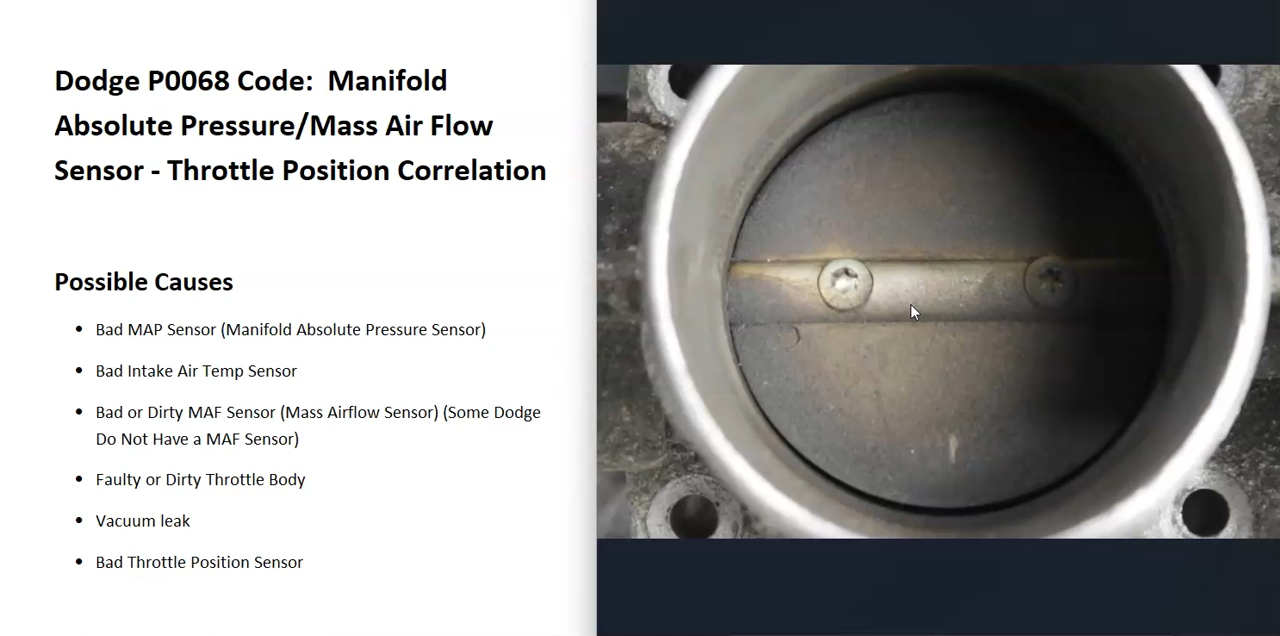 Dodge P0068 Code:  Manifold
Absolute Pressure/Mass Air Flow
Sensor - Throttle Position Correlation
Possible Causes
• Bad MAP Sensor (Manifold Absolute Pressure Sensor)
• Bad Intake Air Temp Sensor
• Bad or Dirty MAF Sensor (Mass Airflow Sensor) (Some Dodge
Do Not Have a MAF Sensor)
• Faulty or Dirty Throttle Body
• Vacuum leak
• Bad Throttle Position Sensor